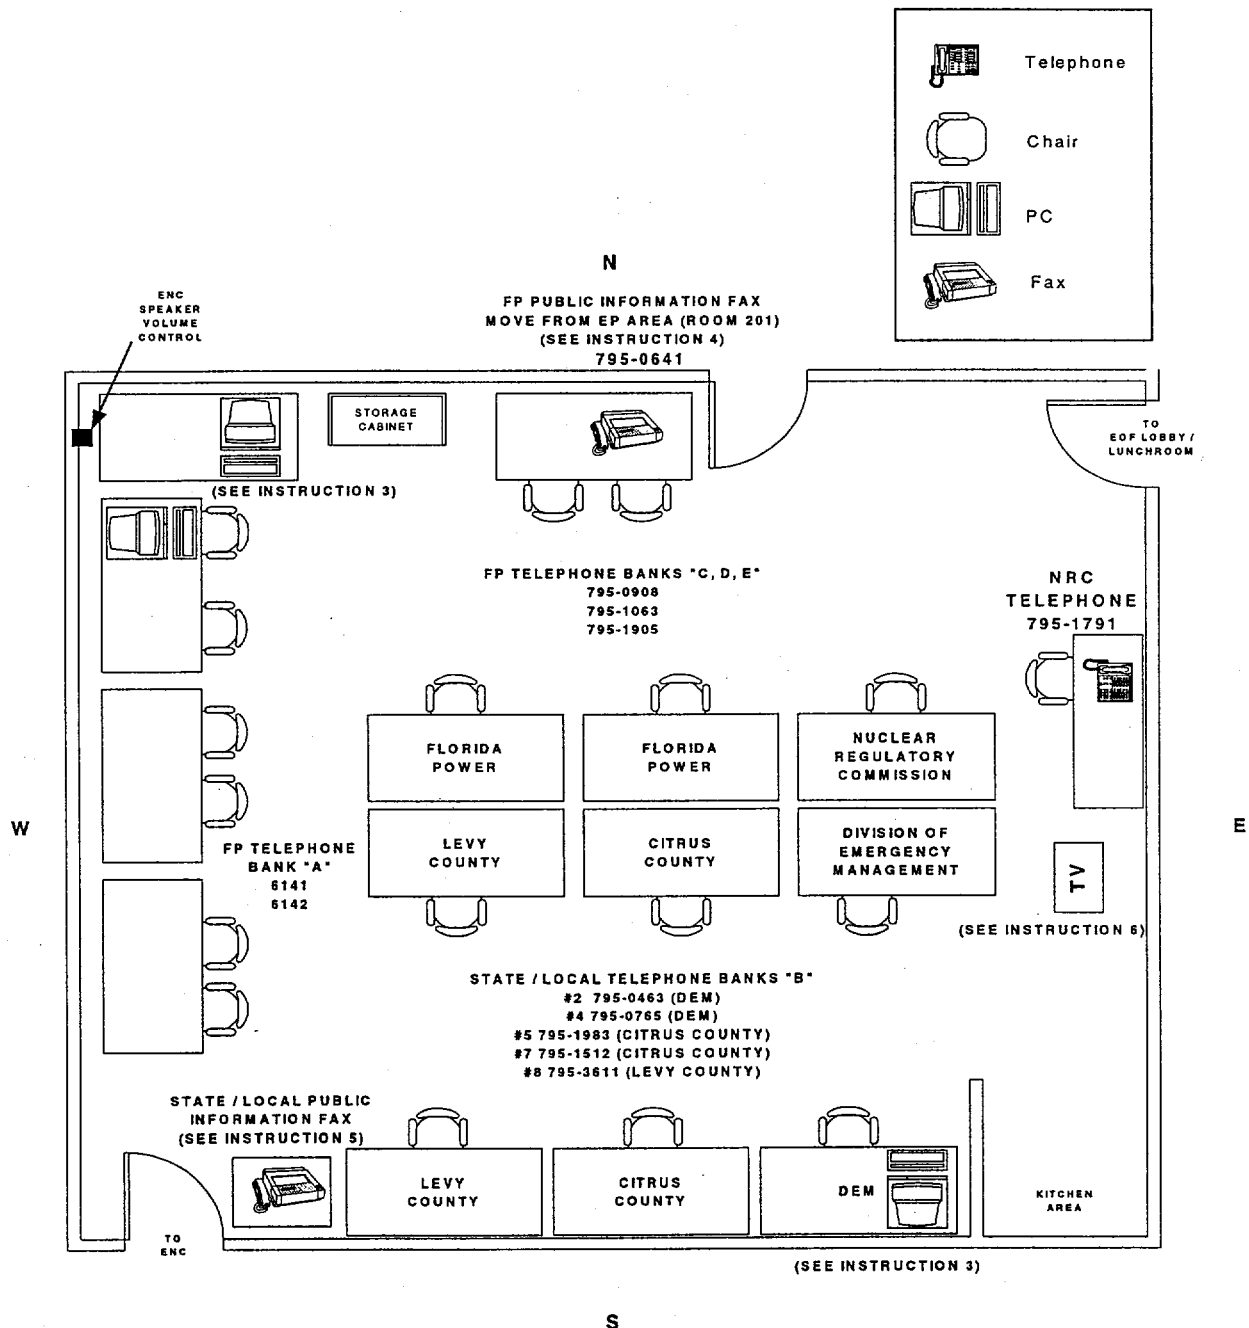 Telephone
Chair
PC
Fax
N
ENC
SPEAKER
VOLUME
CONTROL
FP PUBLIC INFORMATION FAX
MOVE FROM EP AREA (ROOM 201)
(SEE INSTRUCTION 4)
795-0641
STORAGE
CABINET
TO
EOF LOBBY /
LUNCHROOM
(SEE INSTRUCTION 3)
FP TELEPHONE BANKS "C, D, E"
795-0908
795-1063
795-1905
NRC
TELEPHONE
795-1791
FLORIDA
POWER
FLORIDA
POWER
NUCLEAR
REGULATORY
COMMISSION
W
E
LEVY
COUNTY
CITRUS
COUNTY
DIVISION OF
EMERGENCY
MANAGEMENT
FP TELEPHONE
BANK "A"
6141
6142
TV
(SEE INSTRUCTION 6)
STATE / LOCAL TELEPHONE BANKS "B"
#2 795-0463 (DEM)
#4 795-0765 (DEM)
#5 795-1983 (CITRUS COUNTY)
#7 795-1512 (CITRUS COUNTY)
#8 795-3611 (LEVY COUNTY)
STATE / LOCAL PUBLIC
INFORMATION FAX
(SEE INSTRUCTION 5)
LEVY
COUNTY
CITRUS
COUNTY
DEM
KITCHEN
AREA
TO
ENC
(SEE INSTRUCTION 3)
S